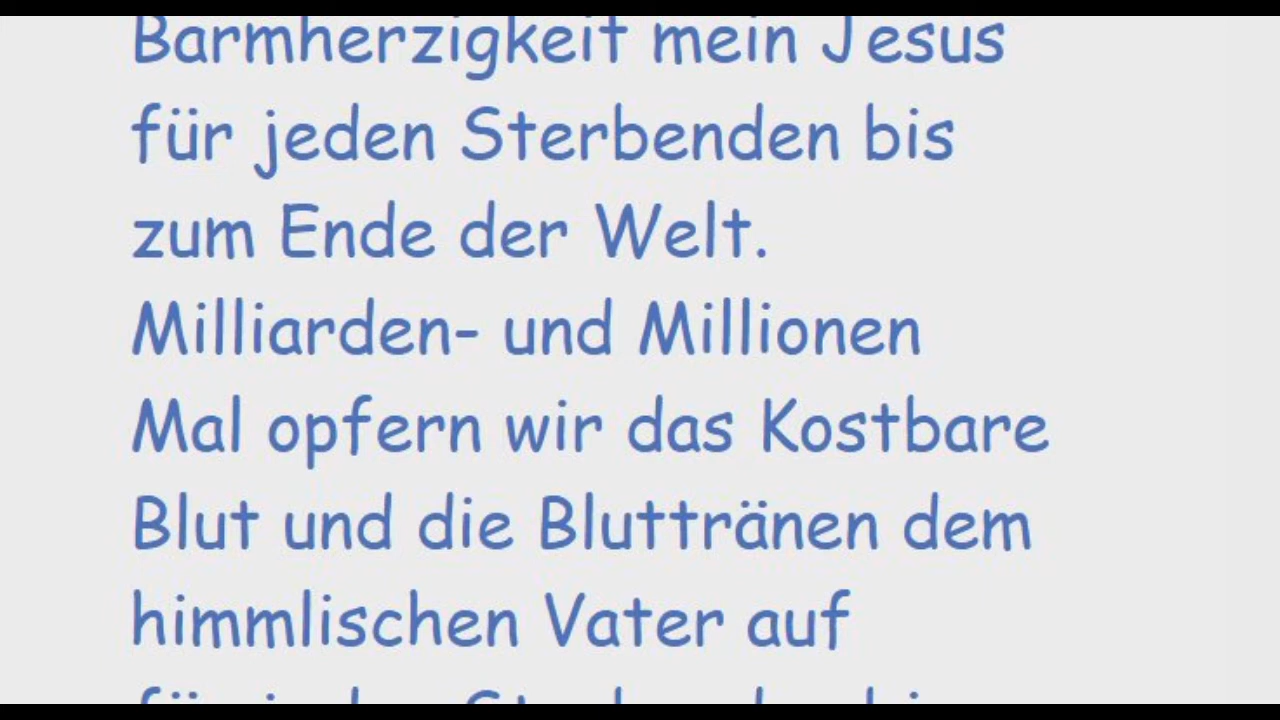 Barmherzigkeit mein Jesus
für jeden Sterbenden bis
zum Ende der Welt.
Milliarden- und Millionen
Mal opfern wir das Kostbare
Blut und die Bluttränen dem
himmlischen Vater auf